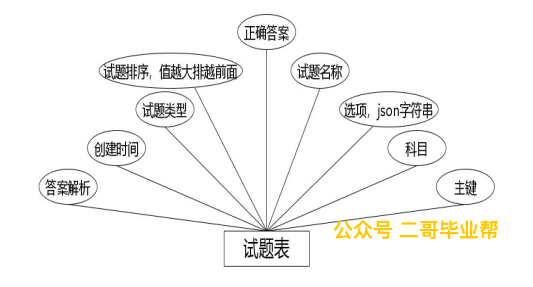 正确答案
试题排序，值越大排越前面
试题名称
试题类型
选项，json字符串
创建时间
科目
答案解析
主键
公众号 二哥毕业帮
试题表